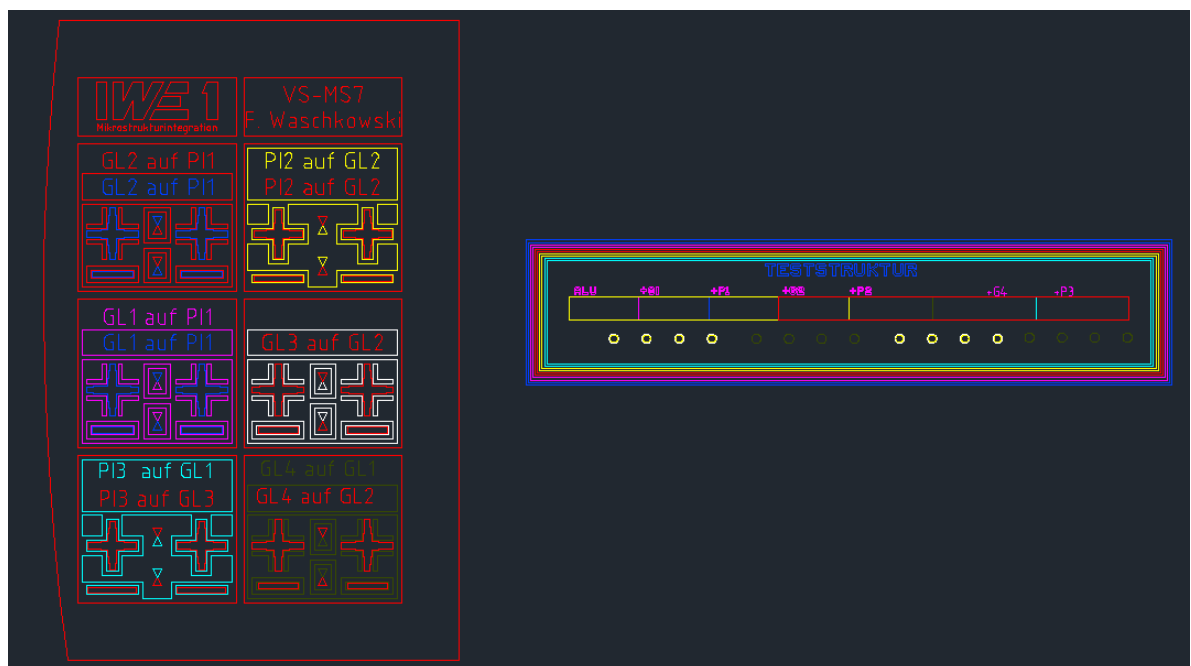 IWE 1
Mikrostrukturintegration
VS-MS7
F. Waschkowski
GL2 auf PI1
GL2 auf PI1
PI2 auf GL2
PI2 auf GL2
GL1 auf PI1
GL1 auf PI1
GL3 auf GL2
PI3 auf GL1
PI3 auf GL3
GL4 auf GL1
GL4 auf GL2
TESTSTRUKTUR
ALU +P1 +P2 +G4 +P3